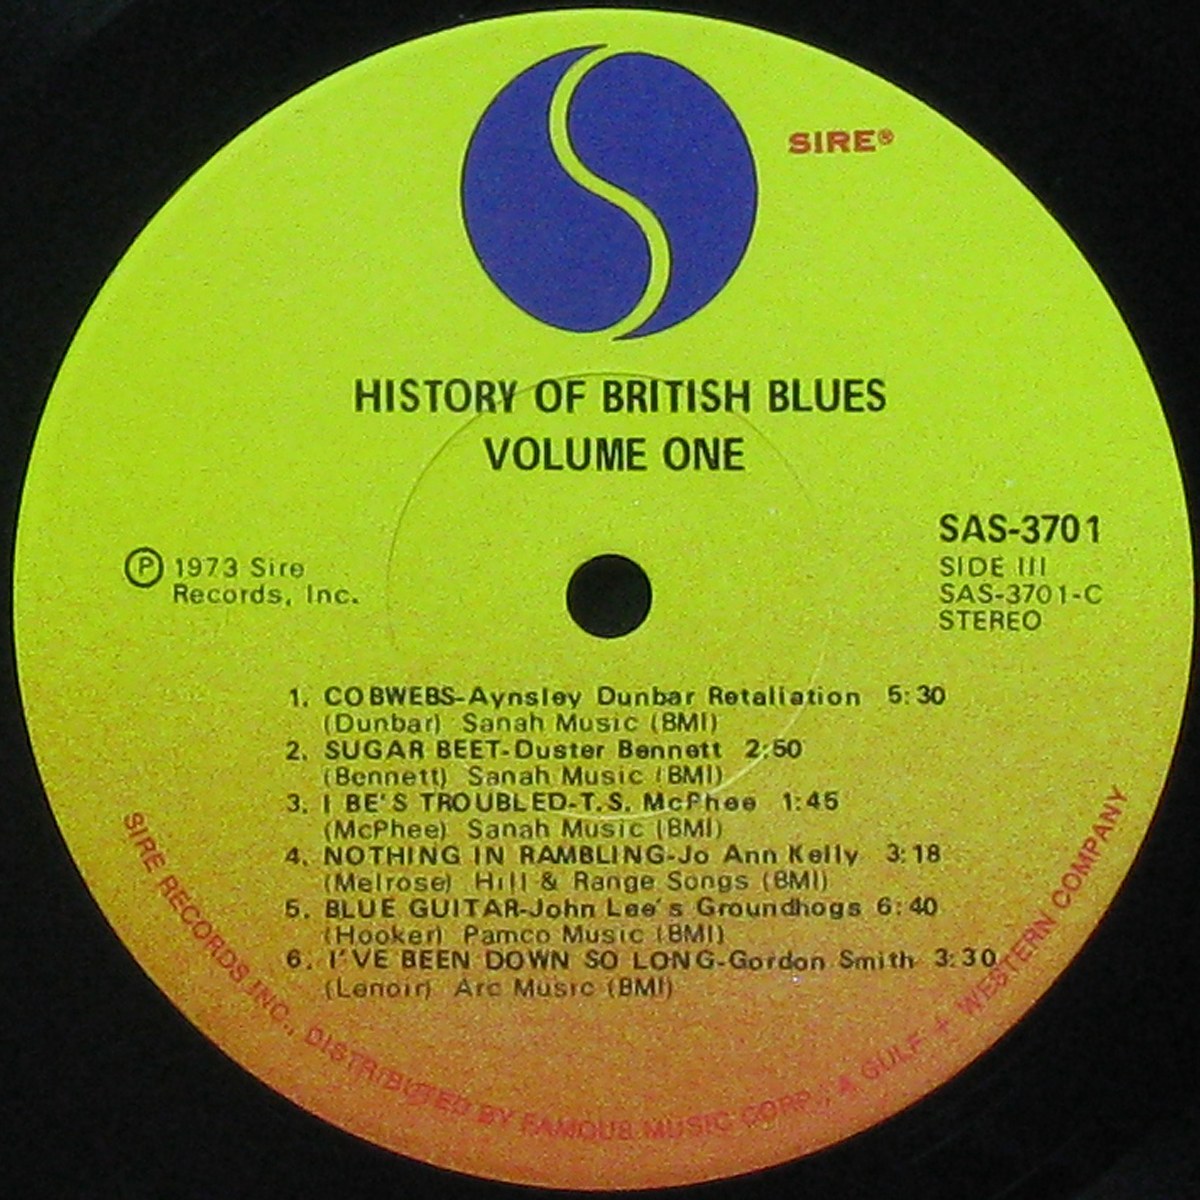 SIRE®
HISTORY OF BRITISH BLUES
VOLUME ONE
Ⓟ 1973 Sire
Records, Inc.
SAS-3701
SIDE III
SAS-3701-C
STEREO
1. COBWEBS-Aynsley Dunbar Retaliation 5:30
(Dunbar) Sanah Music (BMI)
2. SUGAR BEET-Duster Bennett 2:50
(Bennett) Sanah Music (BMI)
3. I BE'S TROUBLED-T.S. McPhee 1:45
(McPhee) Sanah Music (BMI)
4. NOTHING IN RAMBLING-Jo Ann Kelly 3:18
(Melrose) Hill & Range Songs (BMI)
5. BLUE GUITAR-John Lee's Groundhogs 6:40
(Hooker) Pamco Music (BMI)
6. I'VE BEEN DOWN SO LONG-Gordon Smith 3:30
(Lenoir) Arc Music (BMI)
SIRE RECORDS INC., DISTRIBUTED BY FAMOUS MUSIC CORP., A GULF + WESTERN COMPANY